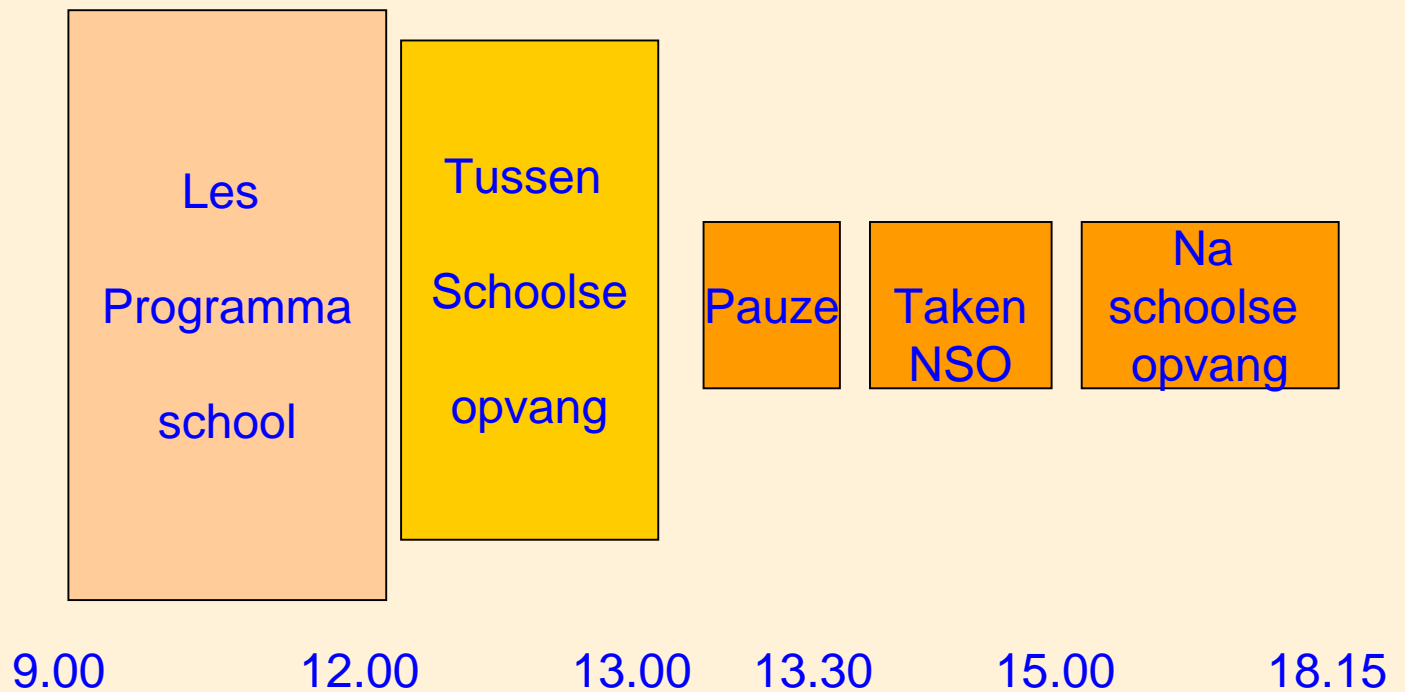 Les
Programma
school
Tussen
Schoolse
opvang
Pauze
Taken
NSO
Na
schoolse
opvang
9.00 12.00 13.00 13.30 15.00 18.15